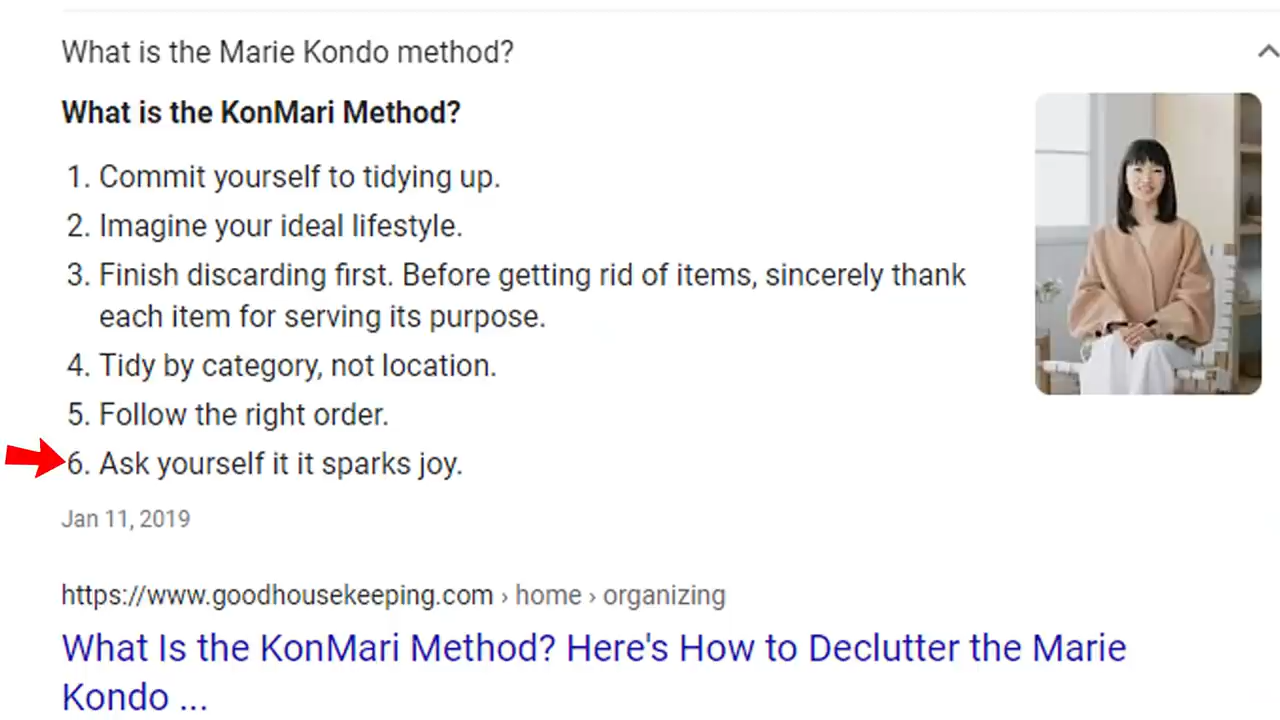 What is the Marie Kondo method?
What is the KonMari Method?
1. Commit yourself to tidying up.
2. Imagine your ideal lifestyle.
3. Finish discarding first. Before getting rid of items, sincerely thank
each item for serving its purpose.
4. Tidy by category, not location.
5. Follow the right order.
6. Ask yourself it it sparks joy.
Jan 11, 2019
https://www.goodhousekeeping.com › home › organizing
What Is the KonMari Method? Here's How to Declutter the Marie
Kondo ...